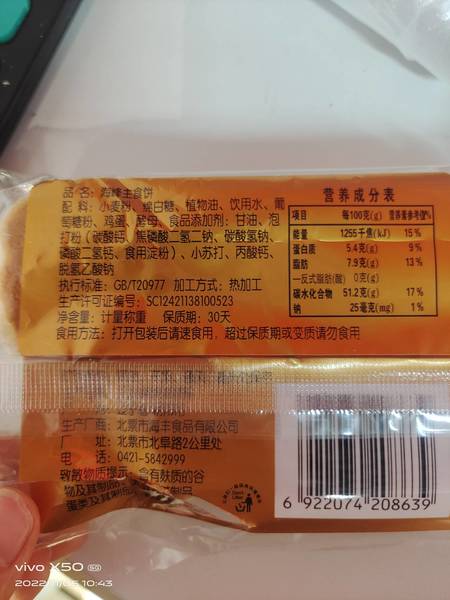 品 名：海峰主食饼
配 料：小麦粉、绵白糖、植物油、饮用水、葡
萄糖粉、鸡蛋、酵母、食品添加剂：甘油、泡
打粉（碳酸钙、焦磷酸二氢二钠、碳酸氢钠、
磷酸二氢钙、食用淀粉）、小苏打、丙酸钙、
脱氢乙酸钠
执行标准：GB/T20977 加工方式：热加工
生产许可证编号：SC12421138100523
净含量：计量称重 保质期：30天
食用方法：打开包装后请速食用，超过保质期或变质请勿食用
营养成分表
项目 每100克(g) 营养素参考值%
能量 1255千焦(kJ) 15%
蛋白质 5.4克(g) 9%
脂肪 7.9克(g) 13%
—反式脂肪(酸) 0克(g)
碳水化合物 51.2克(g) 17%
钠 25毫克(mg) 1%
生产厂商：北票市海丰食品有限公司
厂 址：北票市北阜路2公里处
电 话：0421-5842999
致敏物质提示：含有麸质的谷
物及其制品
蛋类及其制品
6 922074 208639
vivo X50 5G
2022 10:43